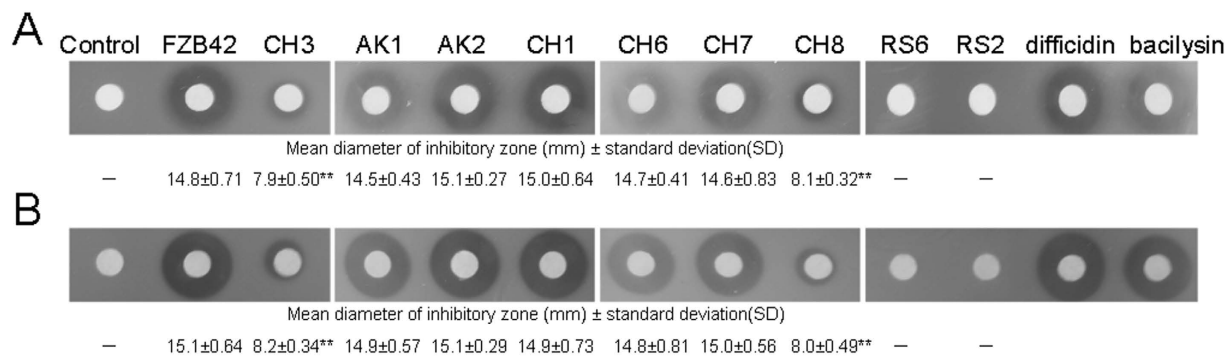 A
Control FZB42 CH3 AK1 AK2 CH1 CH6 CH7 CH8 RS6 RS2 difficidin bacilysin
Mean diameter of inhibitory zone (mm) ± standard deviation(SD)
— 14.8±0.71 7.9±0.50** 14.5±0.43 15.1±0.27 15.0±0.64 14.7±0.41 14.6±0.83 8.1±0.32** — —
B
Mean diameter of inhibitory zone (mm) ± standard deviation(SD)
— 15.1±0.64 8.2±0.34** 14.9±0.57 15.1±0.29 14.9±0.73 14.8±0.81 15.0±0.56 8.0±0.49** — —